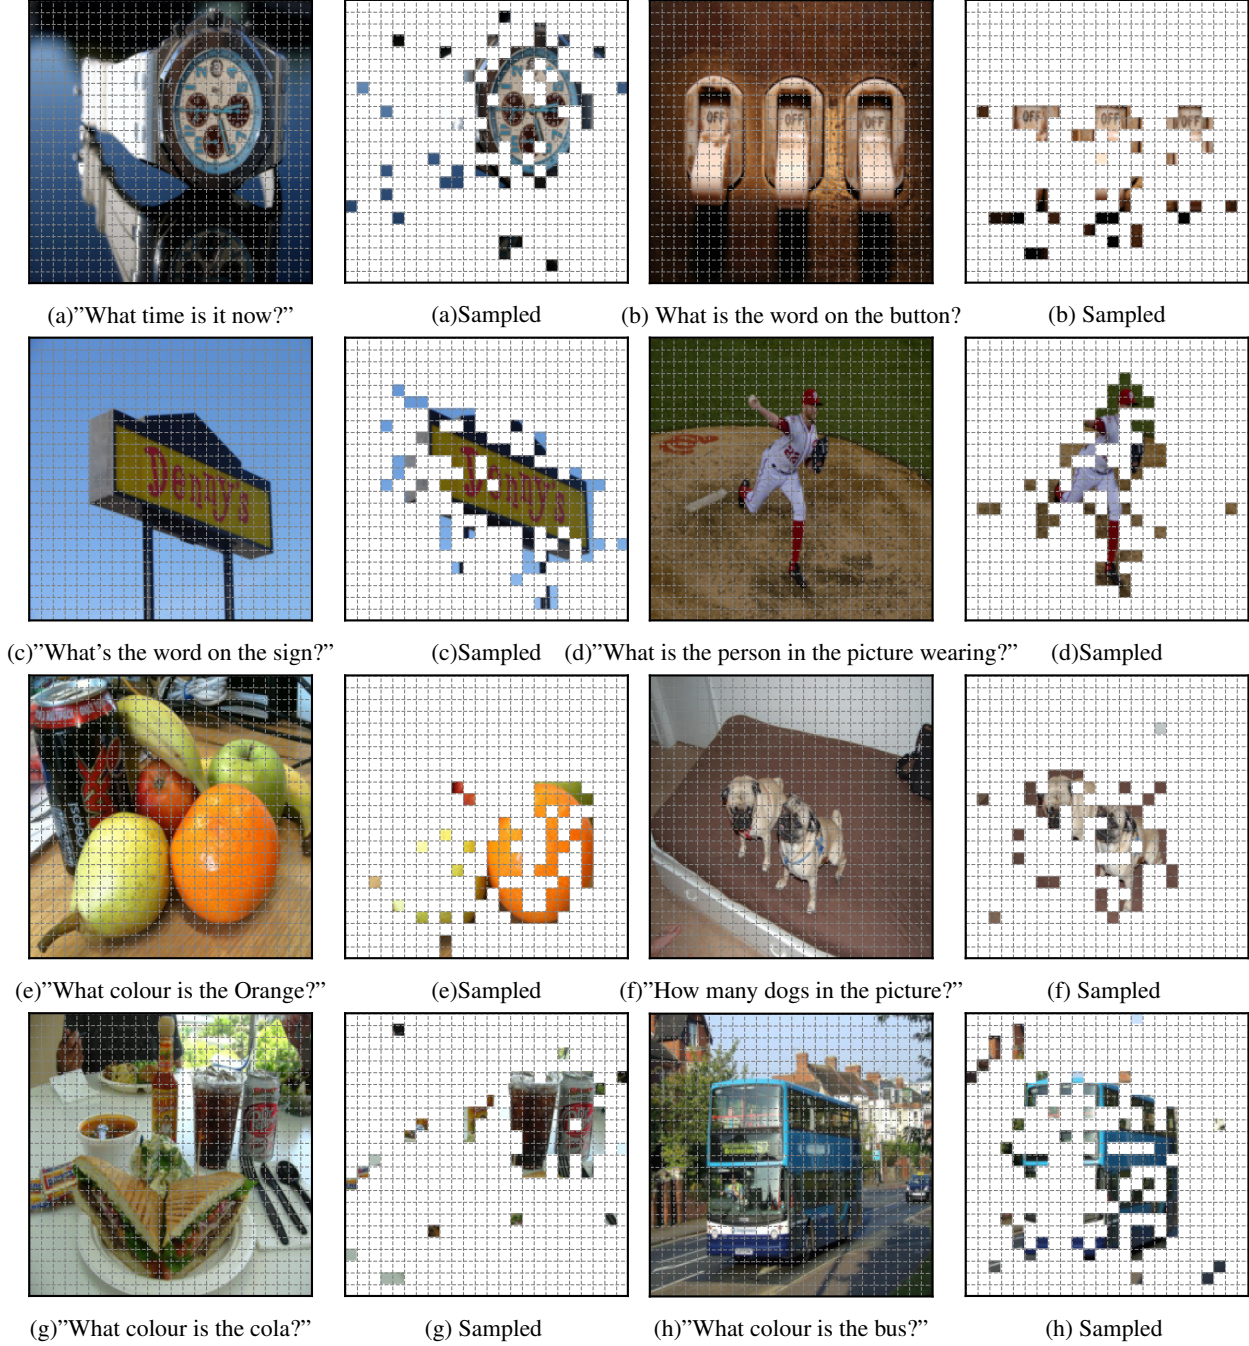 (a)”What time is it now?”
(a)Sampled
(b) What is the word on the button?
(b) Sampled
OFF OFF OFF
OFF OFF OFF
(c)”What's the word on the sign?”
(c)Sampled
(d)”What is the person in the picture wearing?”
(d)Sampled
Denny's
(e)”What colour is the Orange?”
(e)Sampled
(f)”How many dogs in the picture?”
(f) Sampled
(g)”What colour is the cola?”
(g) Sampled
(h)”What colour is the bus?”
(h) Sampled